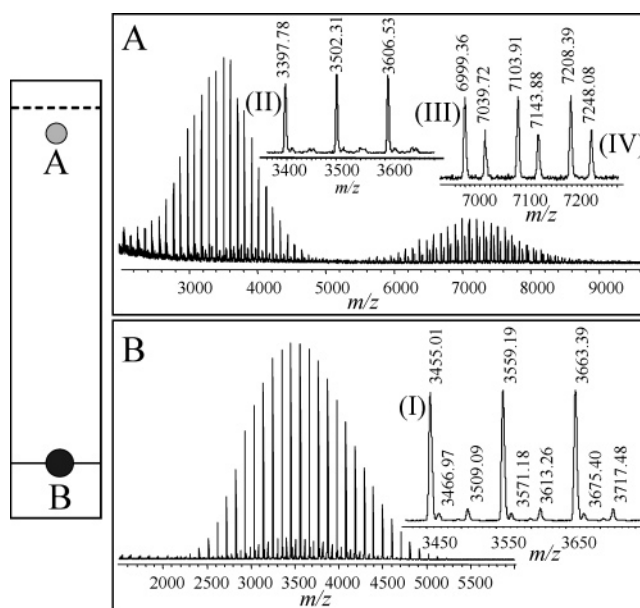 A
B
A
3397.78
3502.31
3606.53
6999.36
7039.72
7103.91
7143.88
7208.39
7248.08
(II)
(III)
(IV)
3400 3500 3600
m/z
7000 7100 7200
m/z
3000 4000 6000 7000 8000 9000
m/z
B
3455.01
3466.97
3509.09
3559.19
3571.18
3613.26
3663.39
3675.40
3717.48
(I)
3450 3550 3650
m/z
2000 2500 3000 3500 4000 4500 5000 5500
m/z